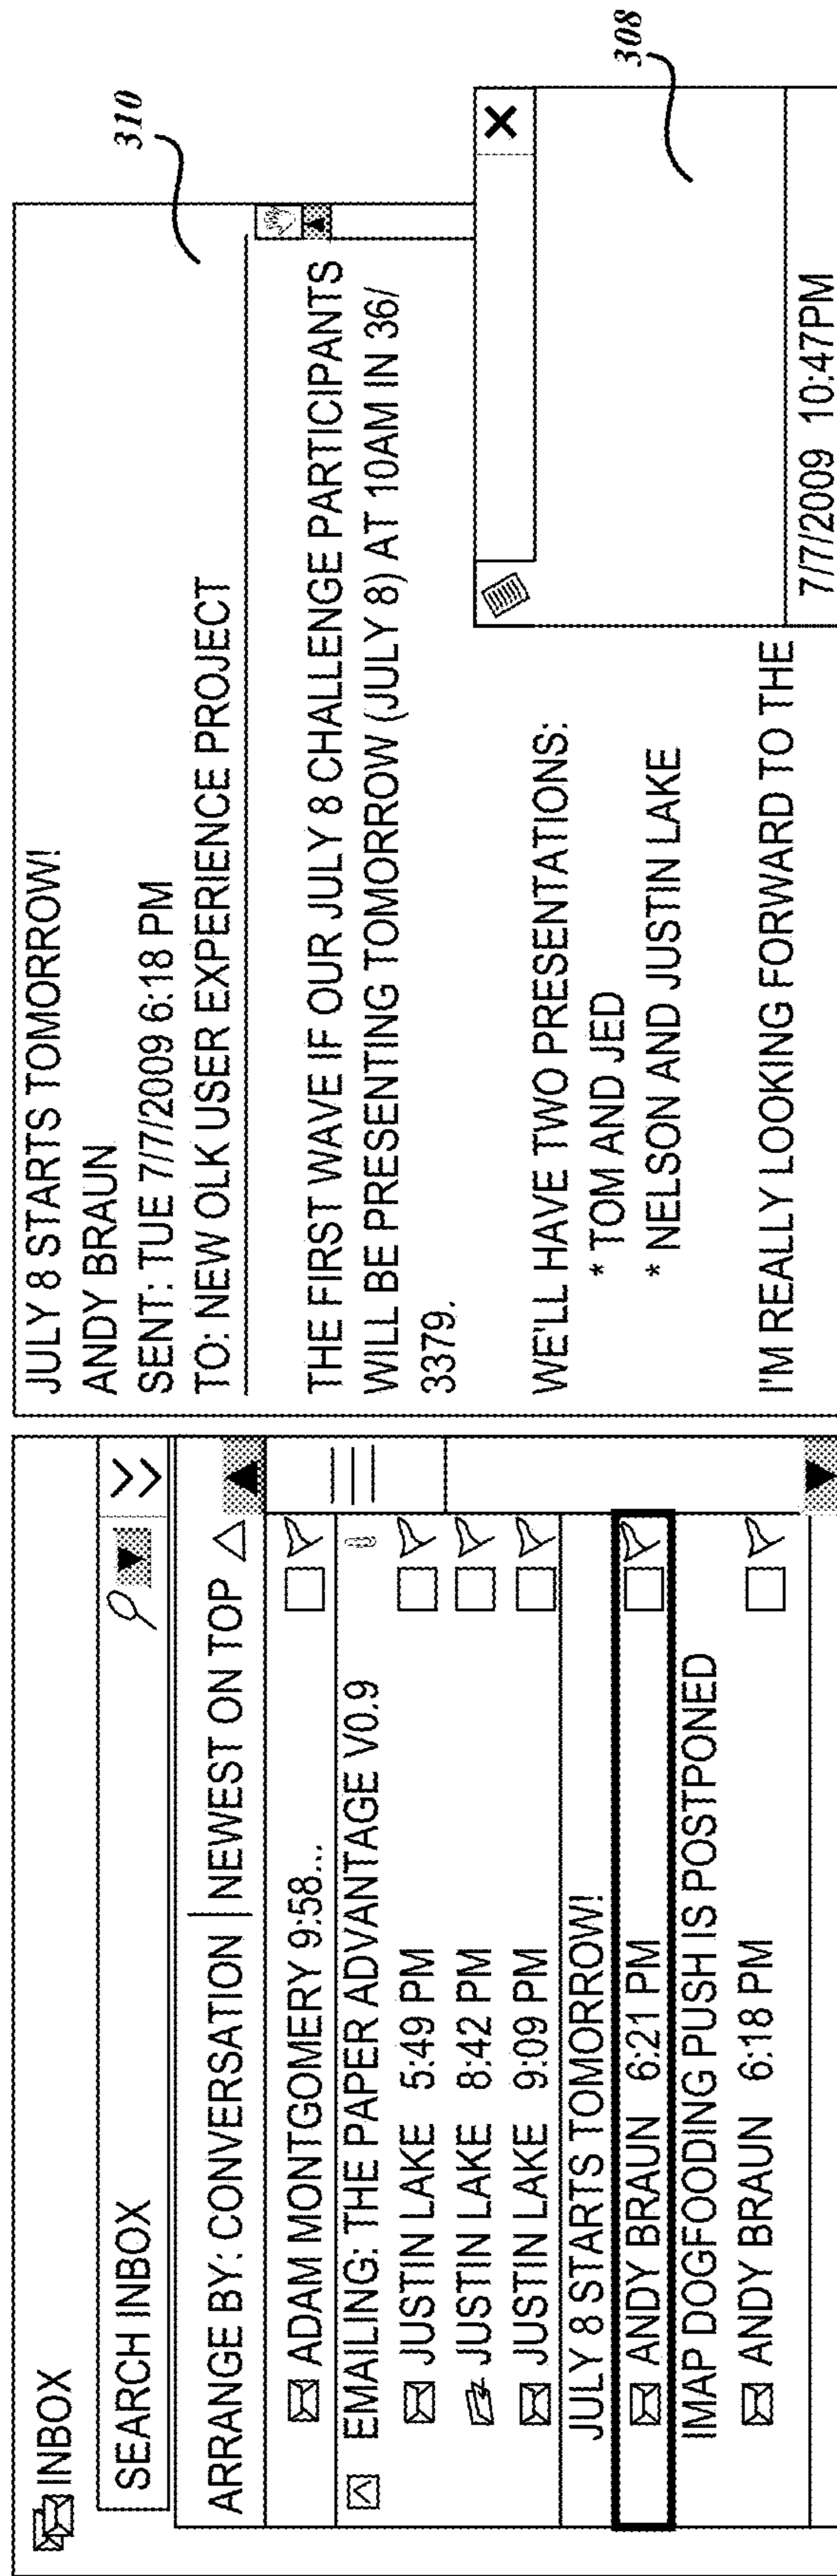 INBOX
SEARCH INBOX
ARRANGE BY: CONVERSATION | NEWEST ON TOP
ADAM MONTGOMERY 9:58...
EMAILING: THE PAPER ADVANTAGE V0.9
JUSTIN LAKE 5:49 PM
JUSTIN LAKE 8:42 PM
JUSTIN LAKE 9:09 PM
JULY 8 STARTS TOMORROW!
ANDY BRAUN 6:21 PM
IMAP DOGFOODING PUSH IS POSTPONED
ANDY BRAUN 6:18 PM
JULY 8 STARTS TOMORROW!
ANDY BRAUN
SENT: TUE 7/7/2009 6:18 PM
TO: NEW OLK USER EXPERIENCE PROJECT
310
THE FIRST WAVE IF OUR JULY 8 CHALLENGE PARTICIPANTS
WILL BE PRESENTING TOMORROW (JULY 8) AT 10AM IN 36/
3379.
WE'LL HAVE TWO PRESENTATIONS:
* TOM AND JED
* NELSON AND JUSTIN LAKE
I'M REALLY LOOKING FORWARD TO THE
308
7/7/2009 10:47PM